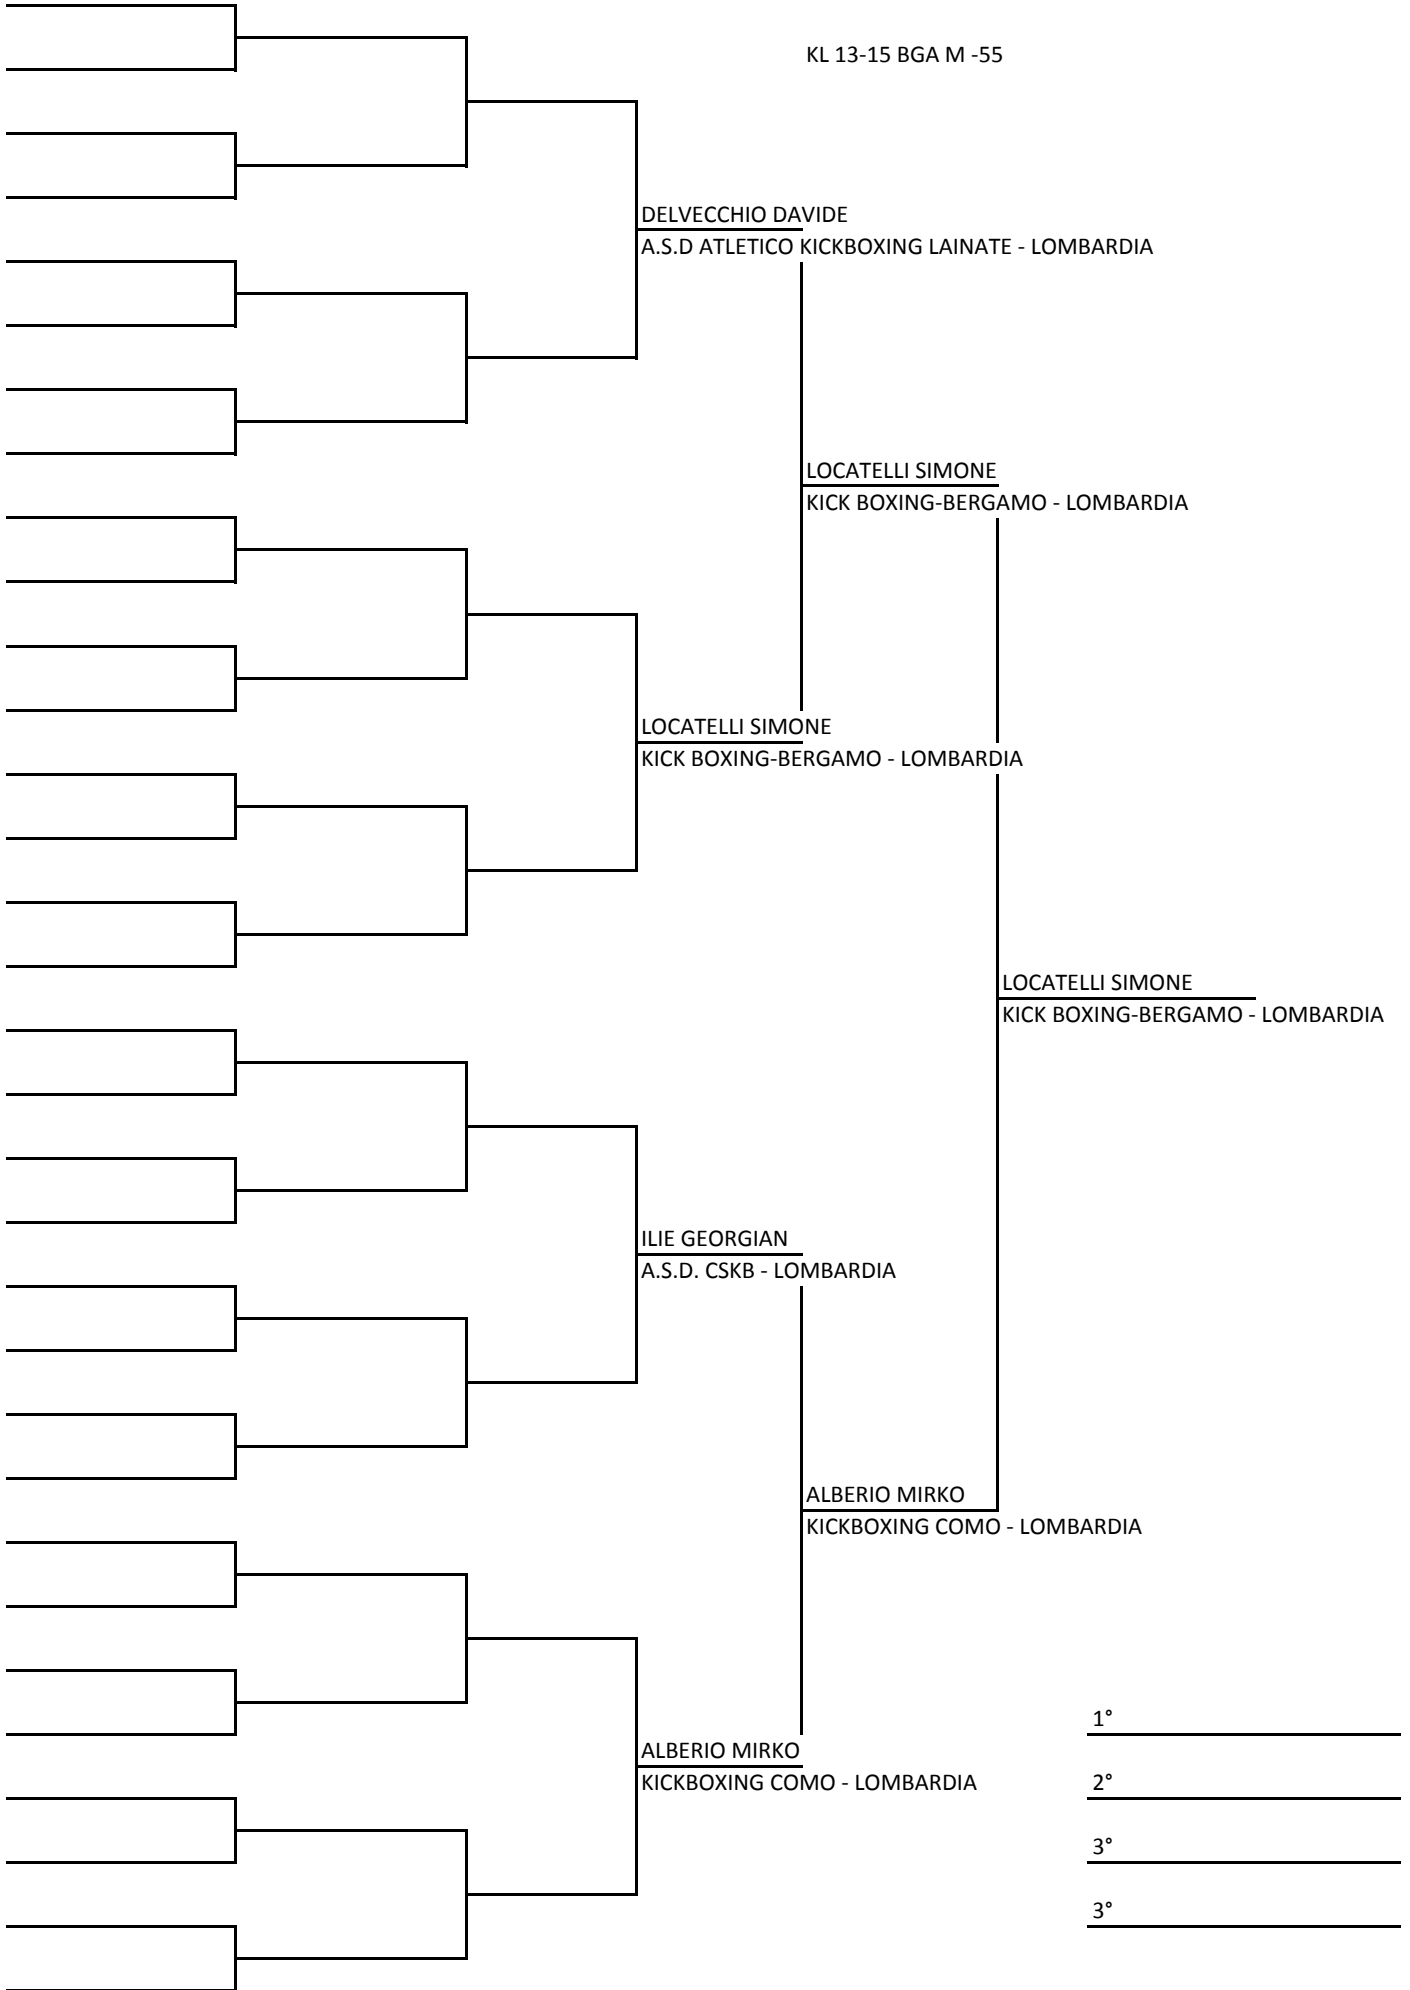 KL 13-15 BGA M -55
DELVECCHIO DAVIDE
A.S.D ATLETICO KICKBOXING LAINATE - LOMBARDIA
LOCATELLI SIMONE
KICK BOXING-BERGAMO - LOMBARDIA
LOCATELLI SIMONE
KICK BOXING-BERGAMO - LOMBARDIA
LOCATELLI SIMONE
KICK BOXING-BERGAMO - LOMBARDIA
ILIE GEORGIAN
A.S.D. CSKB - LOMBARDIA
ALBERIO MIRKO
KICKBOXING COMO - LOMBARDIA
1°
ALBERIO MIRKO
KICKBOXING COMO - LOMBARDIA
2°
3°
3°